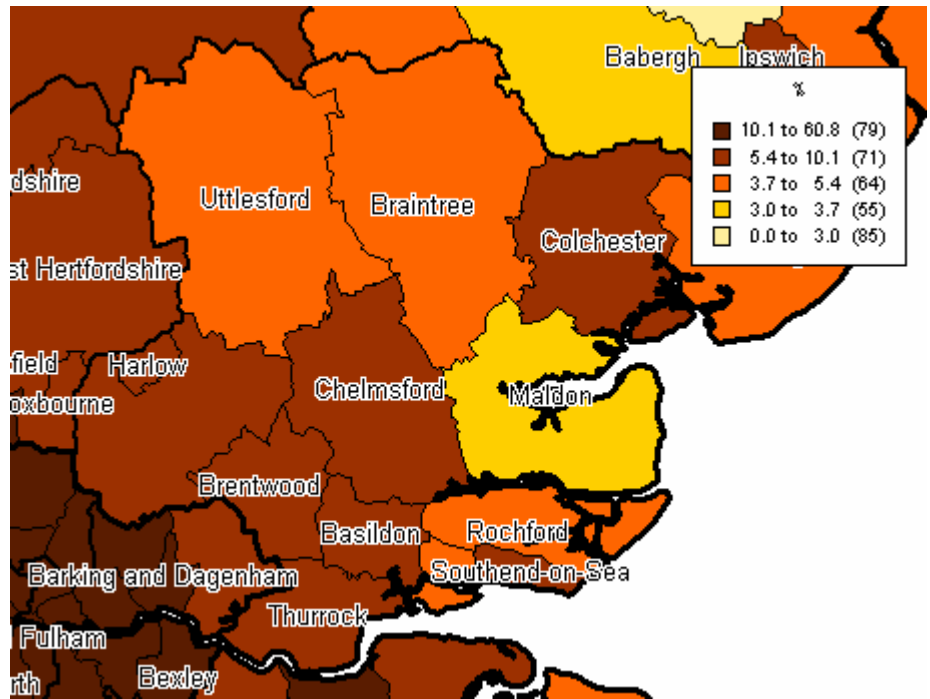 Babergh
Ipswich
%
10.1 to 60.8 (79)
5.4 to 10.1 (71)
3.7 to 5.4 (64)
3.0 to 3.7 (55)
0.0 to 3.0 (85)
dshire
Uttlesford
Braintree
Colchester
st Hertfordshire
field
Harlow
oxbourne
Chelmsford
Maldon
Brentwood
Basildon
Rochford
Barking and Dagenham
Southend-on-Sea
Thurrock
Fulham
Bexley
rth